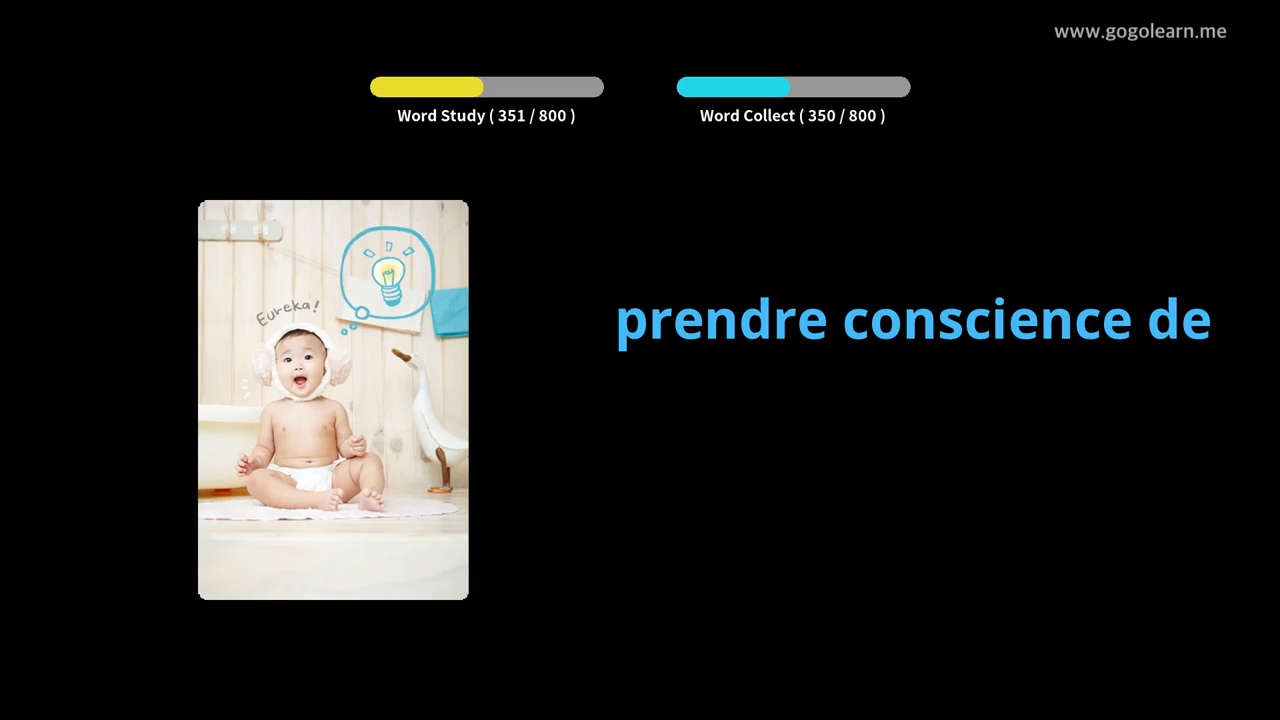 www.gogolearn.me
Word Study ( 351 / 800 )
Word Collect ( 350 / 800 )
Eureka!
prendre conscience de